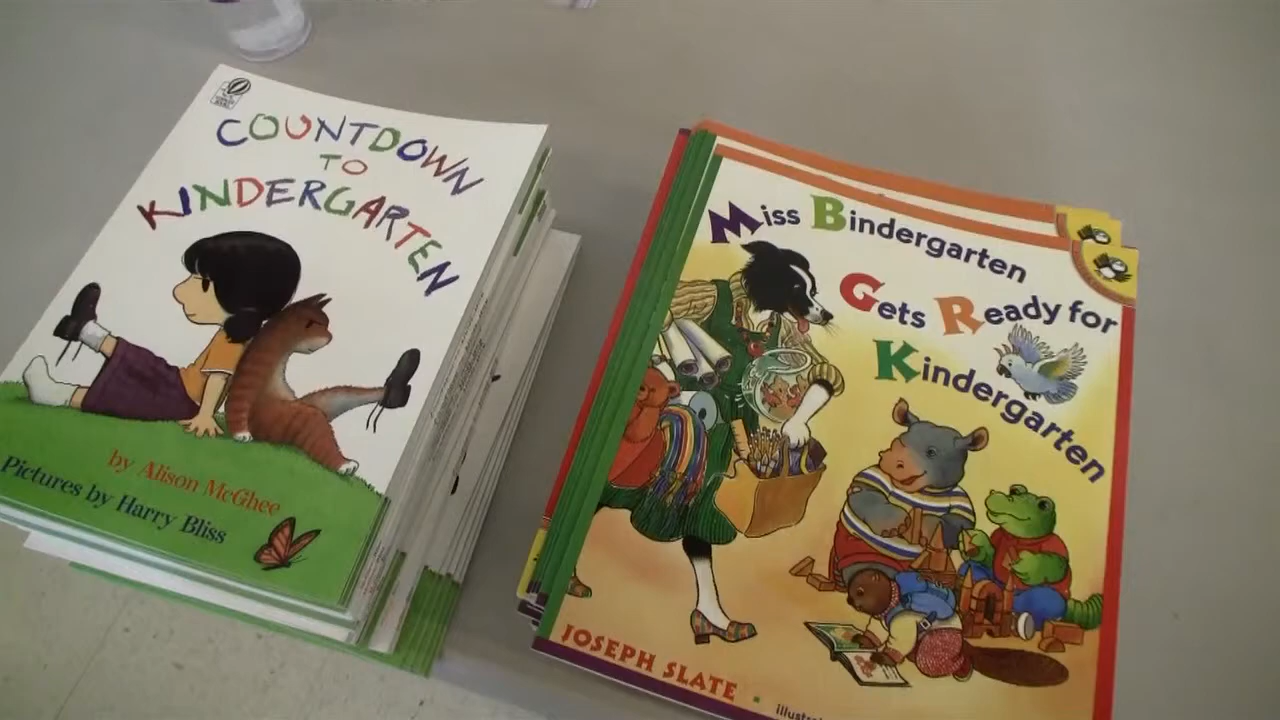 COUNTDOWN
TO
KINDERGARTEN
by Alison McGhee
Pictures by Harry Bliss
Miss Bindergarten
Gets Ready for
Kindergarten
JOSEPH SLATE